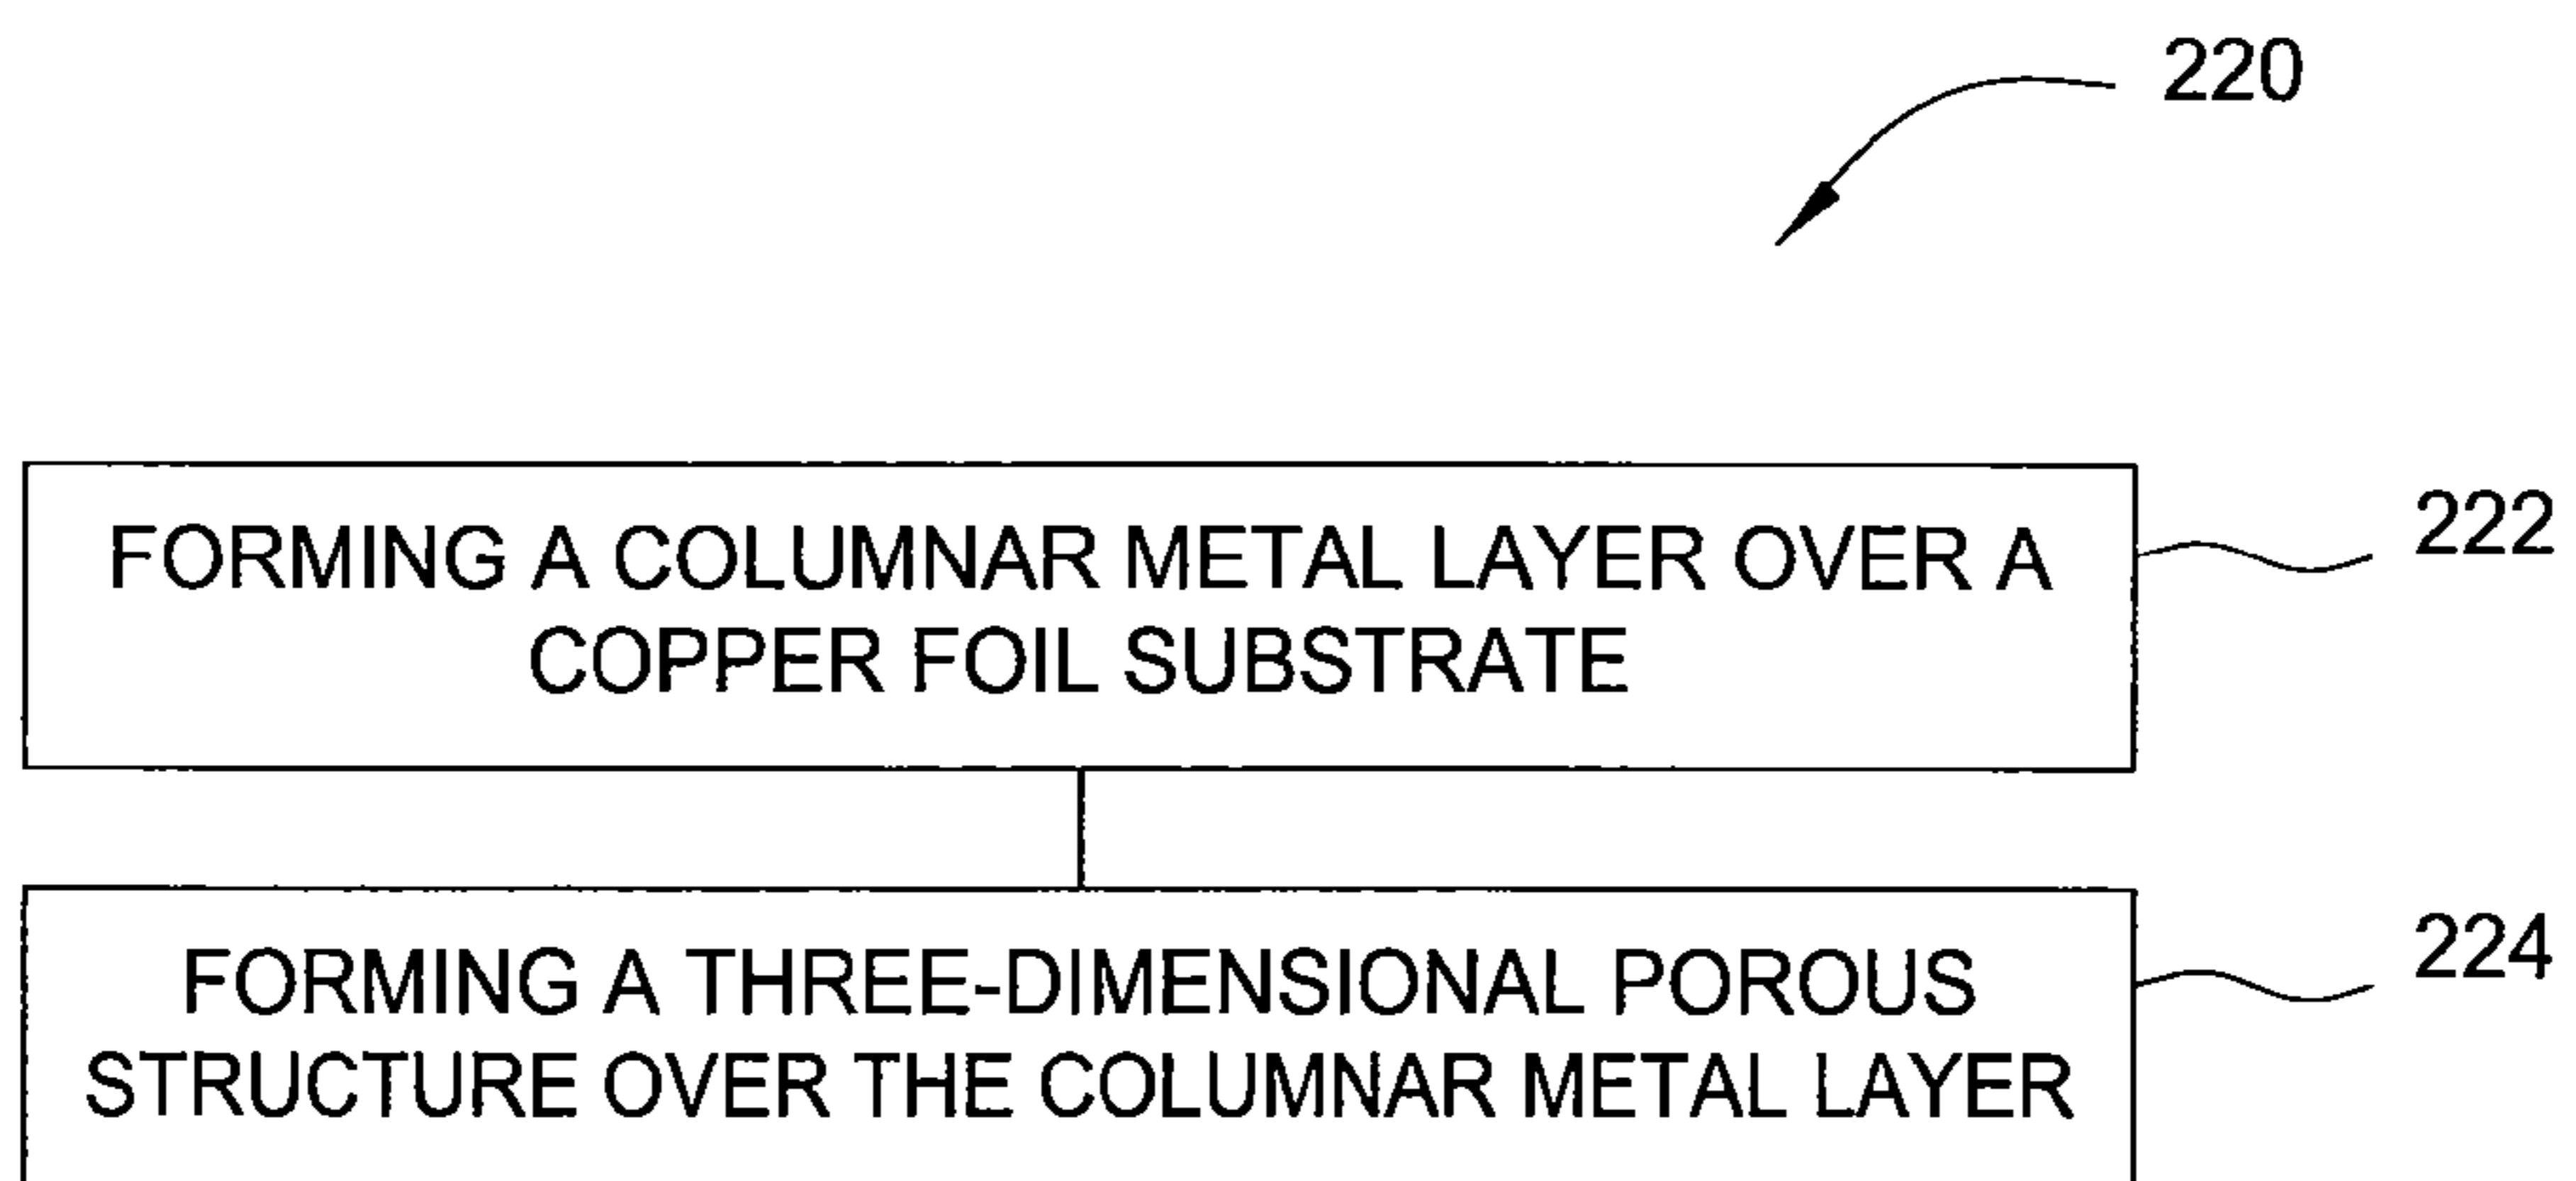 220
FORMING A COLUMNAR METAL LAYER OVER A
COPPER FOIL SUBSTRATE
222
FORMING A THREE-DIMENSIONAL POROUS
STRUCTURE OVER THE COLUMNAR METAL LAYER
224